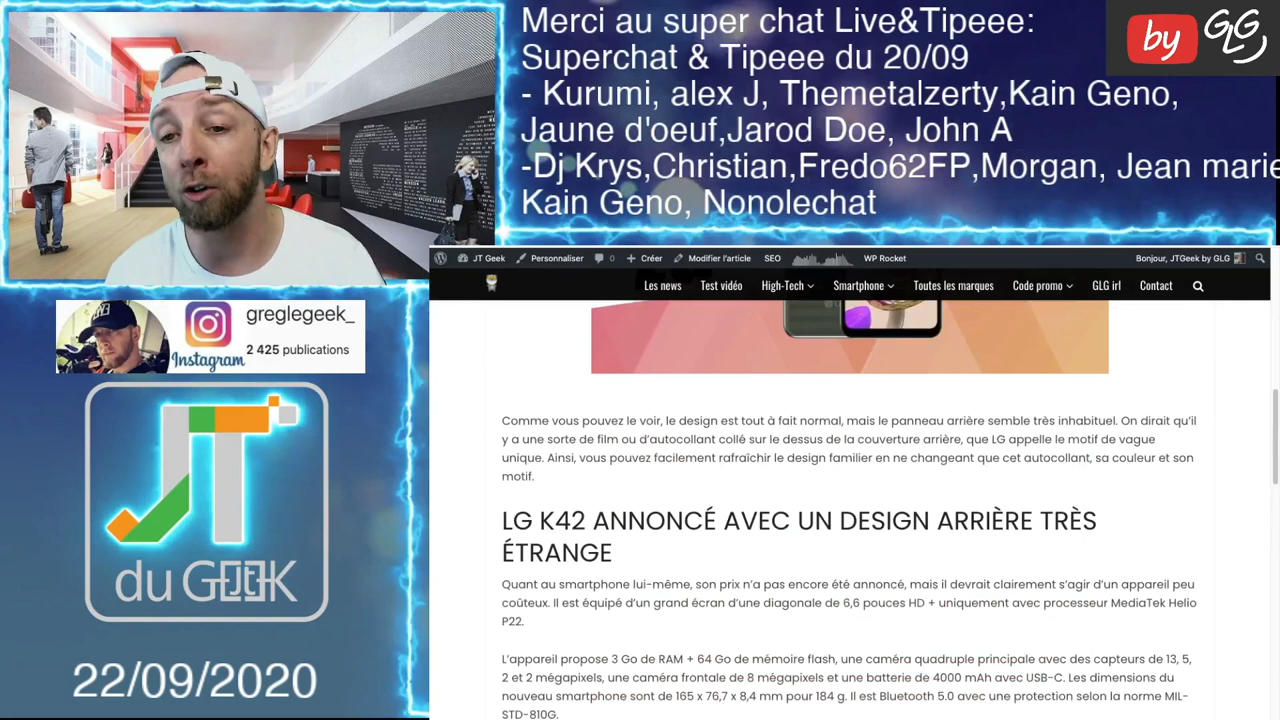 Merci au super chat Live&Tipeee:
Superchat & Tipeee du 20/09
- Kurumi, alex J, Themetalzerty,Kain Geno,
Jaune d'oeuf,Jarod Doe, John A
-Dj Krys,Christian,Fredo62FP,Morgan, Jean marie
Kain Geno, Nonolechat
by GLG
JT Geek Personnaliser 0 Créer Modifier l'article SEO WP Rocket Bonjour, JTGeek by GLG
Les news Test vidéo High-Tech Smartphone Toutes les marques Code promo GLG irl Contact
greglegeek_
2 425 publications
Instagram
JT
du GEEK
22/09/2020
Comme vous pouvez le voir, le design est tout à fait normal, mais le panneau arrière semble très inhabituel. On dirait qu'il
y a une sorte de film ou d'autocollant collé sur le dessus de la couverture arrière, que LG appelle le motif de vague
unique. Ainsi, vous pouvez facilement rafraîchir le design familier en ne changeant que cet autocollant, sa couleur et son
motif.
LG K42 ANNONCÉ AVEC UN DESIGN ARRIÈRE TRÈS
ÉTRANGE
Quant au smartphone lui-même, son prix n'a pas encore été annoncé, mais il devrait clairement s'agir d'un appareil peu
coûteux. Il est équipé d'un grand écran d'une diagonale de 6,6 pouces HD + uniquement avec processeur MediaTek Helio
P22.
L'appareil propose 3 Go de RAM + 64 Go de mémoire flash, une caméra quadruple principale avec des capteurs de 13, 5,
2 et 2 mégapixels, une caméra frontale de 8 mégapixels et une batterie de 4000 mAh avec USB-C. Les dimensions du
nouveau smartphone sont de 165 x 76,7 x 8,4 mm pour 184 g. Il est Bluetooth 5.0 avec une protection selon la norme MIL-
STD-810G.